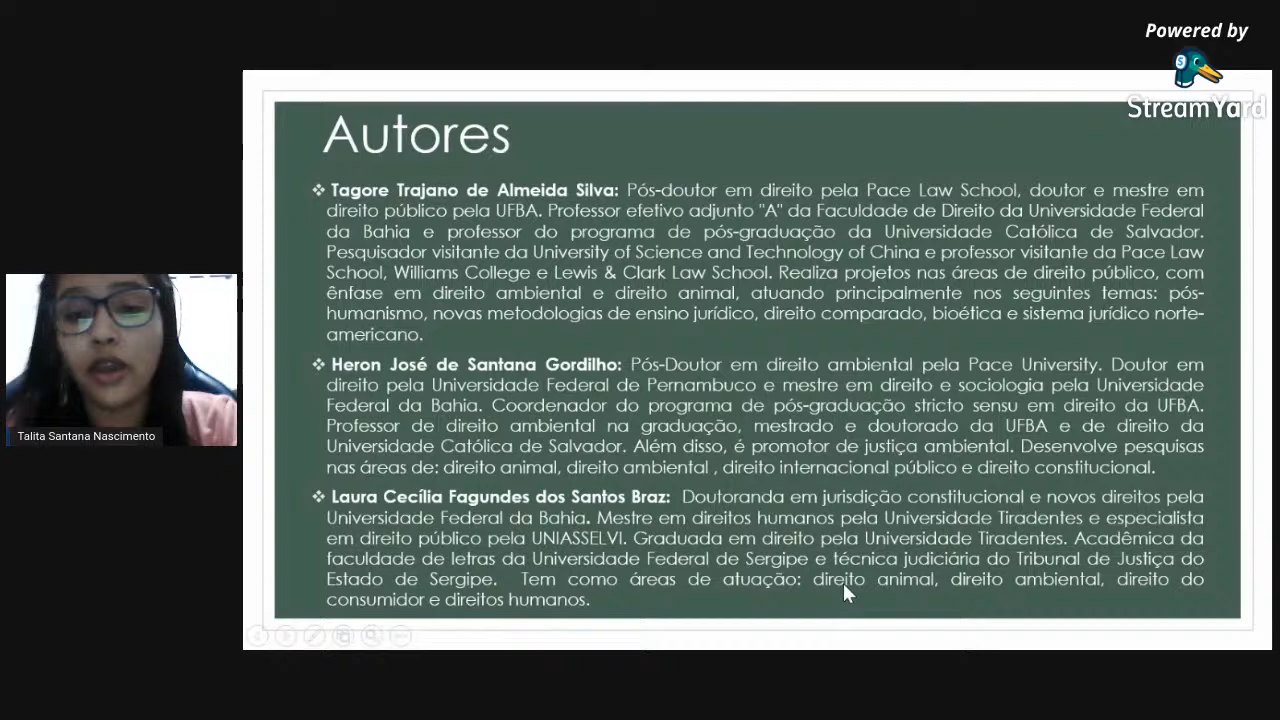 Powered by
StreamYard
Autores
❖ Tagore Trajano de Almeida Silva: Pós-doutor em direito pela Pace Law School, doutor e mestre em
direito público pela UFBA. Professor efetivo adjunto "A" da Faculdade de Direito da Universidade Federal
da Bahia e professor do programa de pós-graduação da Universidade Católica de Salvador.
Pesquisador visitante da University of Science and Technology of China e professor visitante da Pace Law
School, Williams College e Lewis & Clark Law School. Realiza projetos nas áreas de direito público, com
ênfase em direito ambiental e direito animal, atuando principalmente nos seguintes temas: pós-
humanismo, novas metodologias de ensino jurídico, direito comparado, bioética e sistema jurídico norte-
americano.
❖ Heron José de Santana Gordilho: Pós-Doutor em direito ambiental pela Pace University. Doutor em
direito pela Universidade Federal de Pernambuco e mestre em direito e sociologia pela Universidade
Federal da Bahia. Coordenador do programa de pós-graduação stricto sensu em direito da UFBA.
Professor de direito ambiental na graduação, mestrado e doutorado da UFBA e de direito da
Universidade Católica de Salvador. Além disso, é promotor de justiça ambiental. Desenvolve pesquisas
nas áreas de: direito animal, direito ambiental , direito internacional público e direito constitucional.
❖ Laura Cecília Fagundes dos Santos Braz: Doutoranda em jurisdição constitucional e novos direitos pela
Universidade Federal da Bahia. Mestre em direitos humanos pela Universidade Tiradentes e especialista
em direito público pela UNIASSELVI. Graduada em direito pela Universidade Tiradentes. Acadêmica da
faculdade de letras da Universidade Federal de Sergipe e técnica judiciária do Tribunal de Justiça do
Estado de Sergipe. Tem como áreas de atuação: direito animal, direito ambiental, direito do
consumidor e direitos humanos.
Talita Santana Nascimento